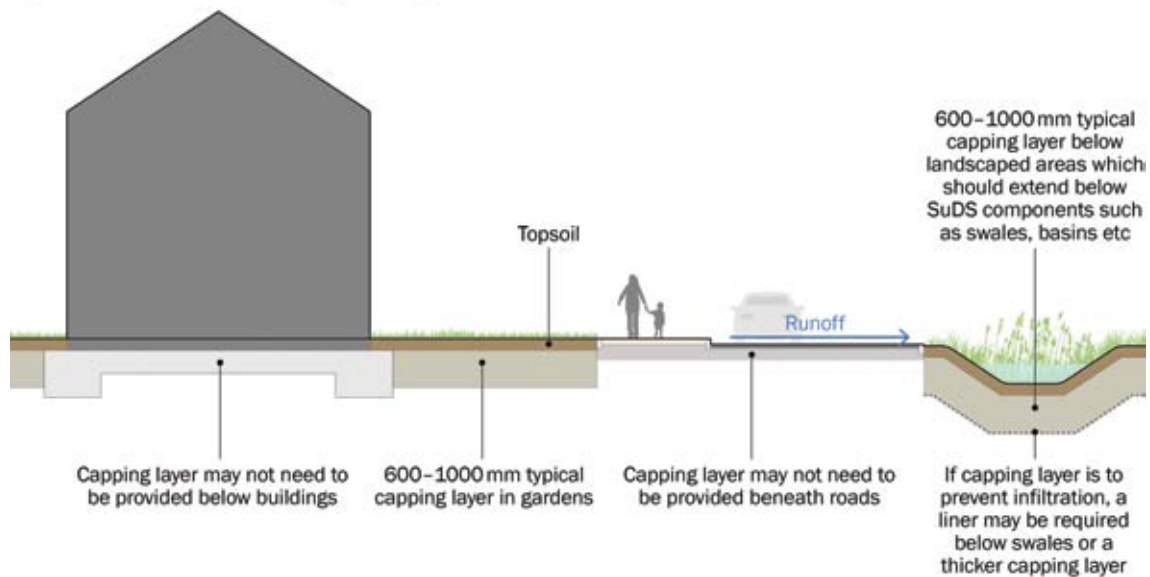 600–1000 mm typical
capping layer below
landscaped areas which
should extend below
SuDS components such
as swales, basins etc
Topsoil
Runoff
Capping layer may not need to
be provided below buildings
600–1000 mm typical
capping layer in gardens
Capping layer may not need to
be provided beneath roads
If capping layer is to
prevent infiltration, a
liner may be required
below swales or a
thicker capping layer